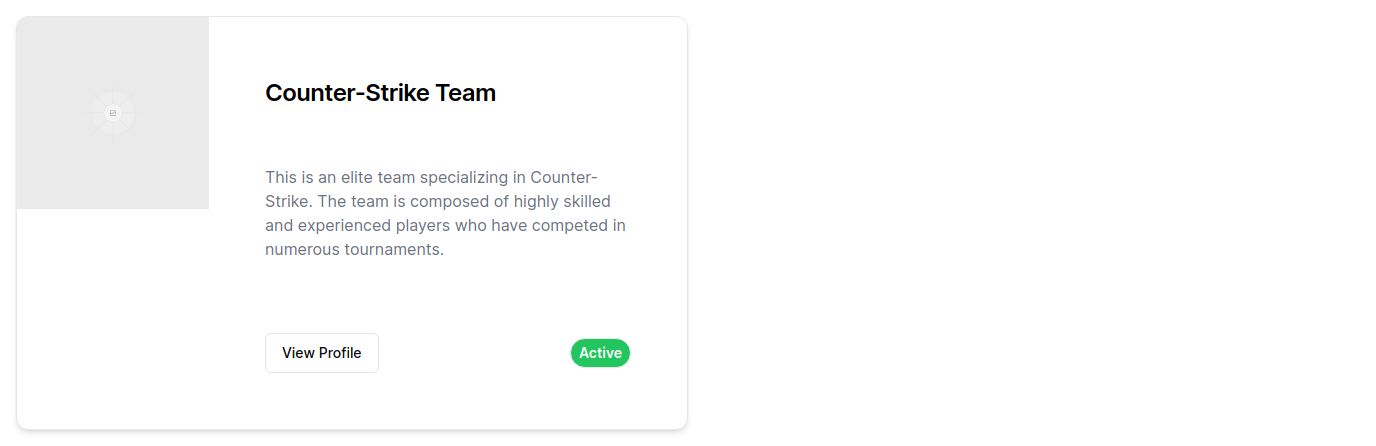 Counter-Strike Team
This is an elite team specializing in Counter-
Strike. The team is composed of highly skilled
and experienced players who have competed in
numerous tournaments.
View Profile
Active